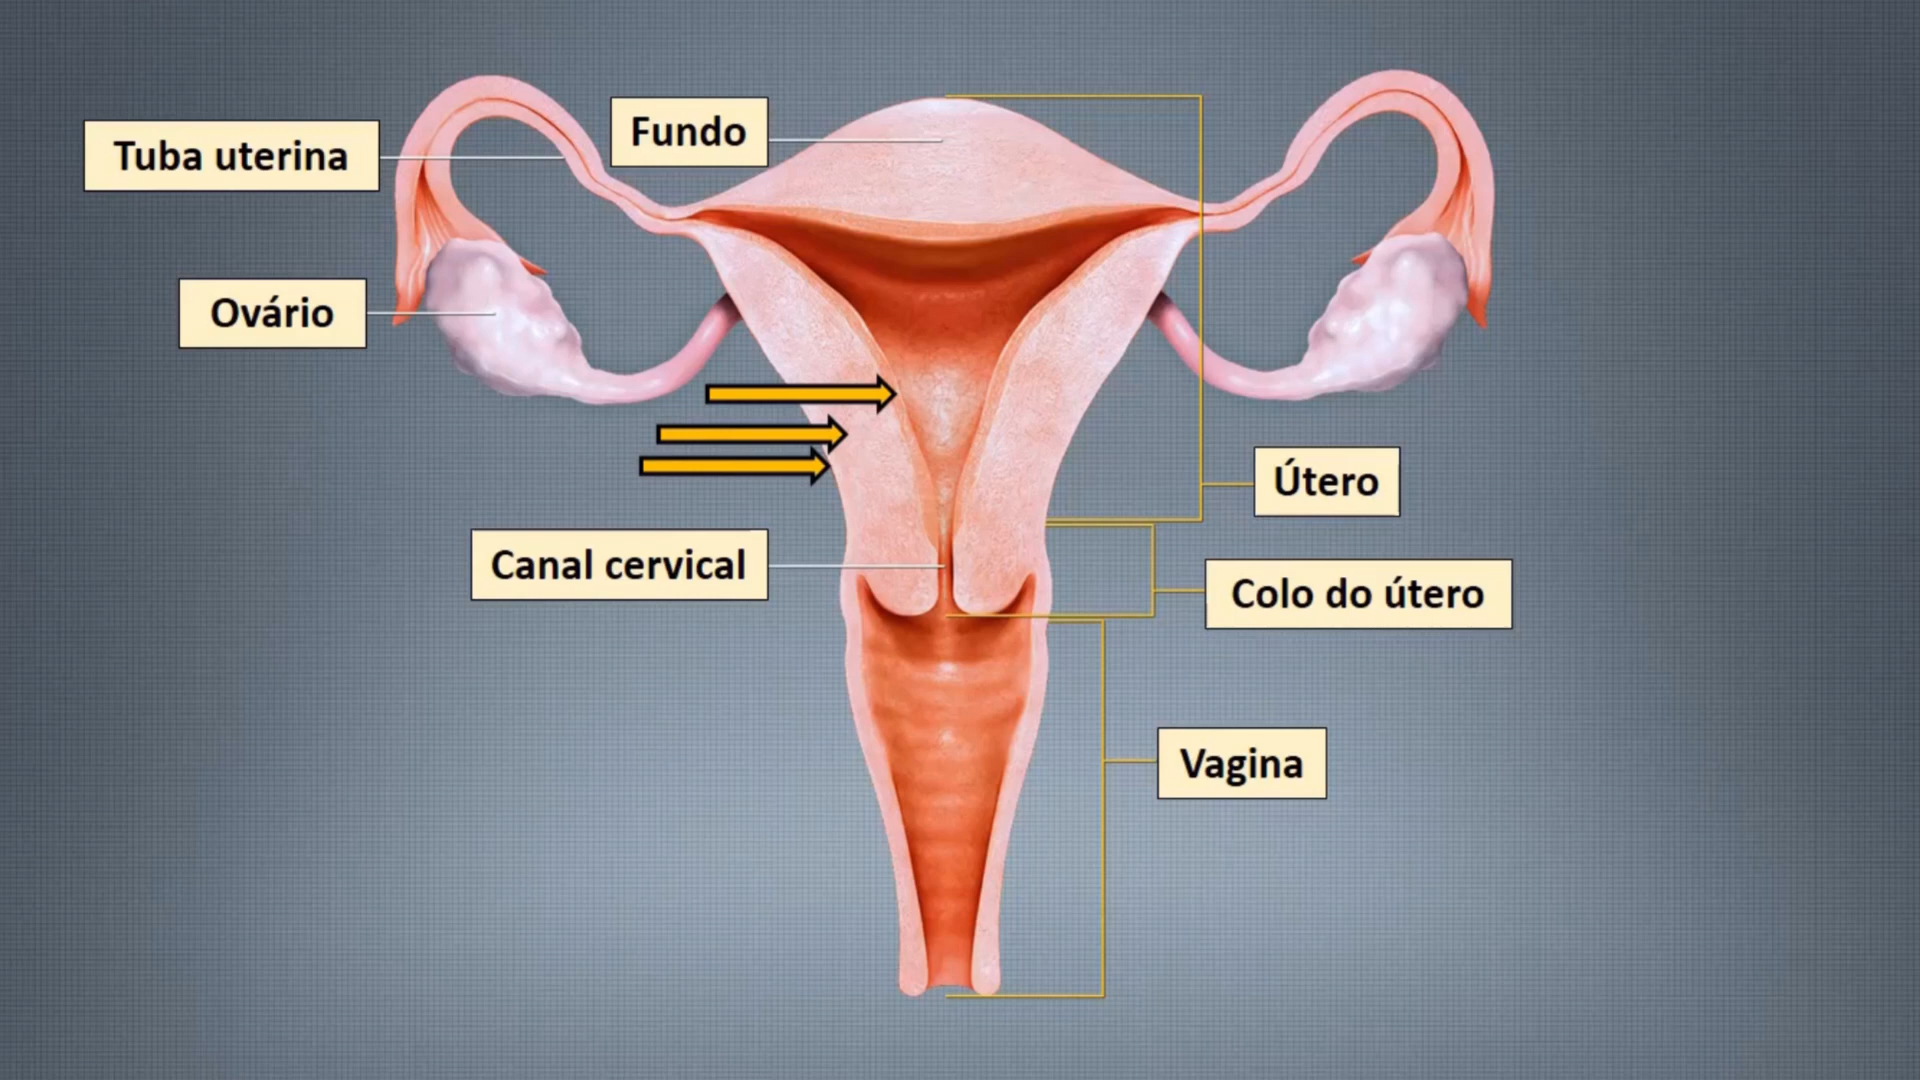 Tuba uterina
Fundo
Ovário
Útero
Canal cervical
Colo do útero
Vagina